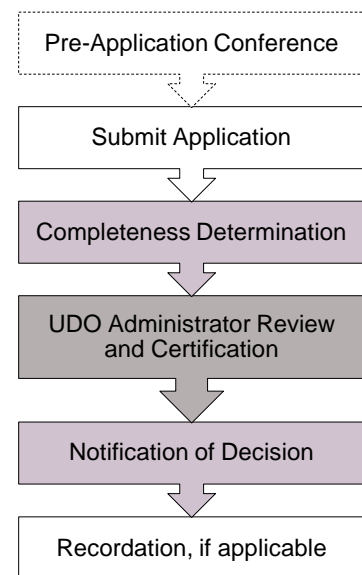 Pre-Application Conference
Submit Application
Completeness Determination
UDO Administrator Review
and Certification
Notification of Decision
Recordation, if applicable